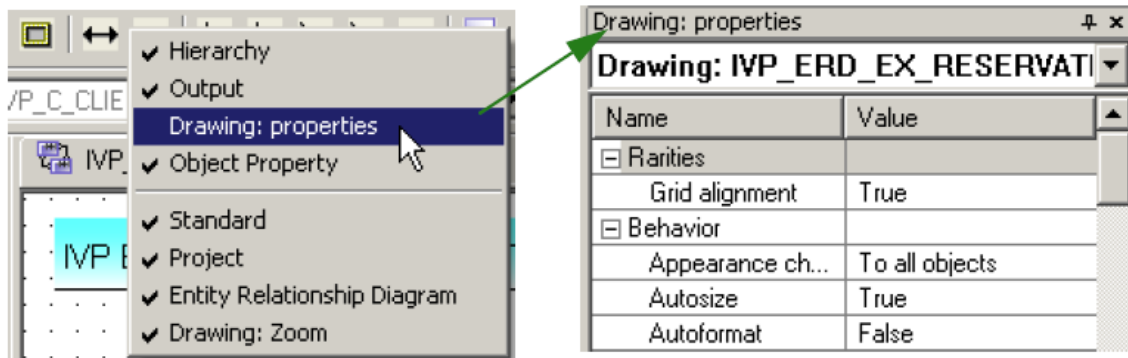 Hierarchy
Output
Drawing: properties
Object Property
Standard
Project
Entity Relationship Diagram
Drawing: Zoom
VP_C_CLIE
IVP_
IVP E
Drawing: properties
Drawing: IVP_ERD_EX_RESERVATI
Name Value
Rarities
Grid alignment True
Behavior
Appearance ch... To all objects
Autosize True
Autoformat False